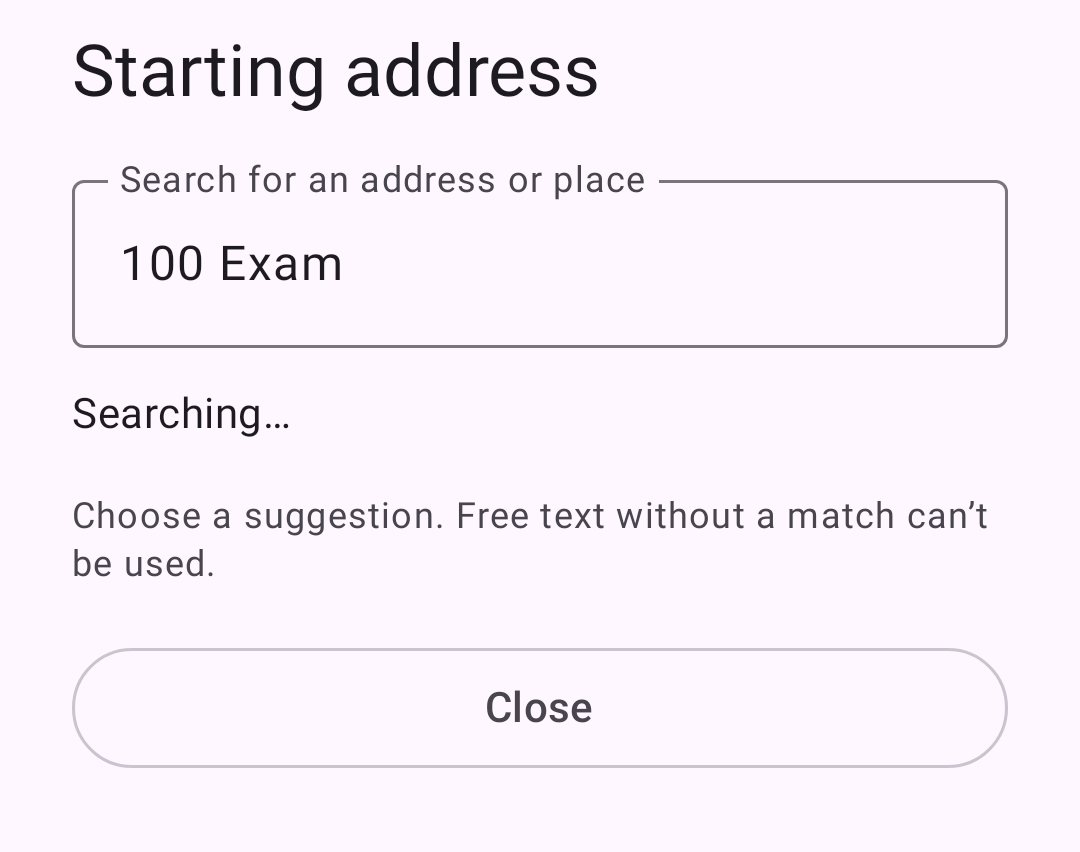 Starting address
Search for an address or place
100 Exam
Searching…
Choose a suggestion. Free text without a match can’t
be used.
Close